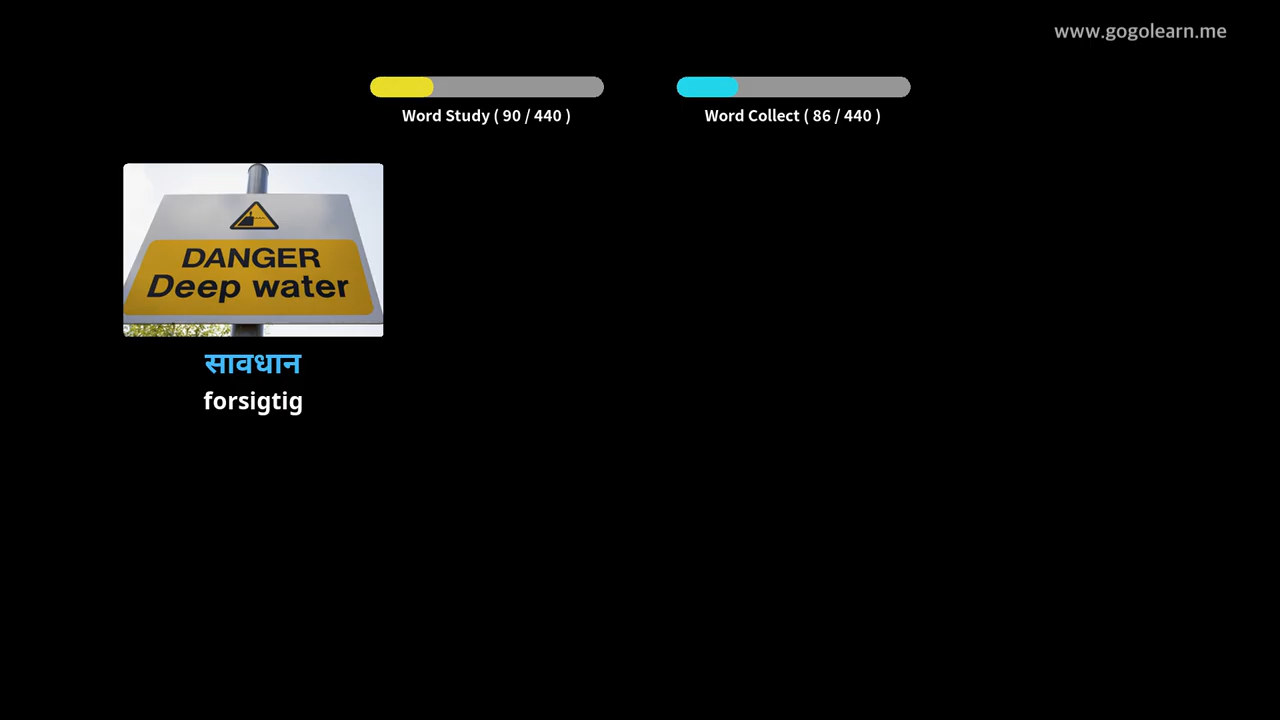 www.gogolearn.me
Word Study ( 90 / 440 )
Word Collect ( 86 / 440 )
DANGER
Deep water
सावधान
forsigtig